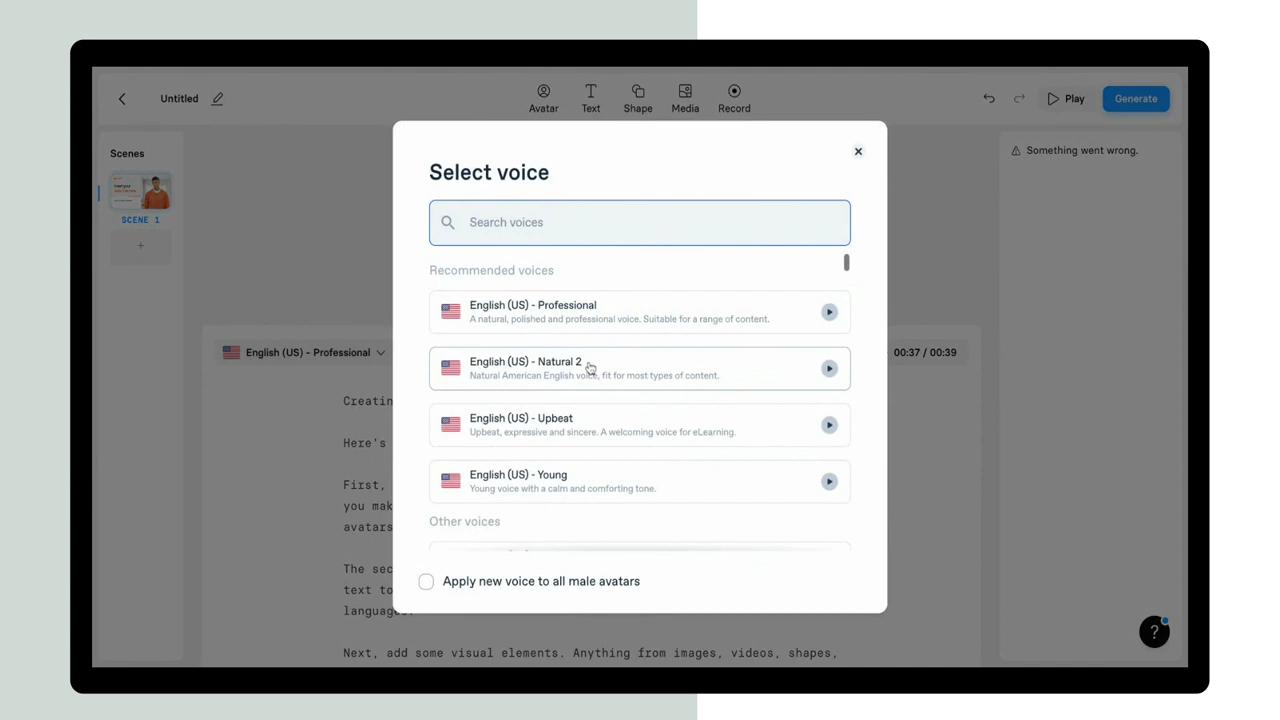 Untitled
Avatar
Text
Shape
Media
Record
Play
Generate
Scenes
SCENE 1
+
Something went wrong.
Select voice
Search voices
Recommended voices
English (US) - Professional
A natural, polished and professional voice. Suitable for a range of content.
English (US) - Natural 2
Natural American English voice, fit for most types of content.
English (US) - Upbeat
Upbeat, expressive and sincere. A welcoming voice for eLearning.
English (US) - Young
Young voice with a calm and comforting tone.
Other voices
Apply new voice to all male avatars
English (US) - Professional
00:37 / 00:39
Here's
First,
you
avatars
The
text to
Next, add some visual elements. Anything from images, videos, shapes,
?